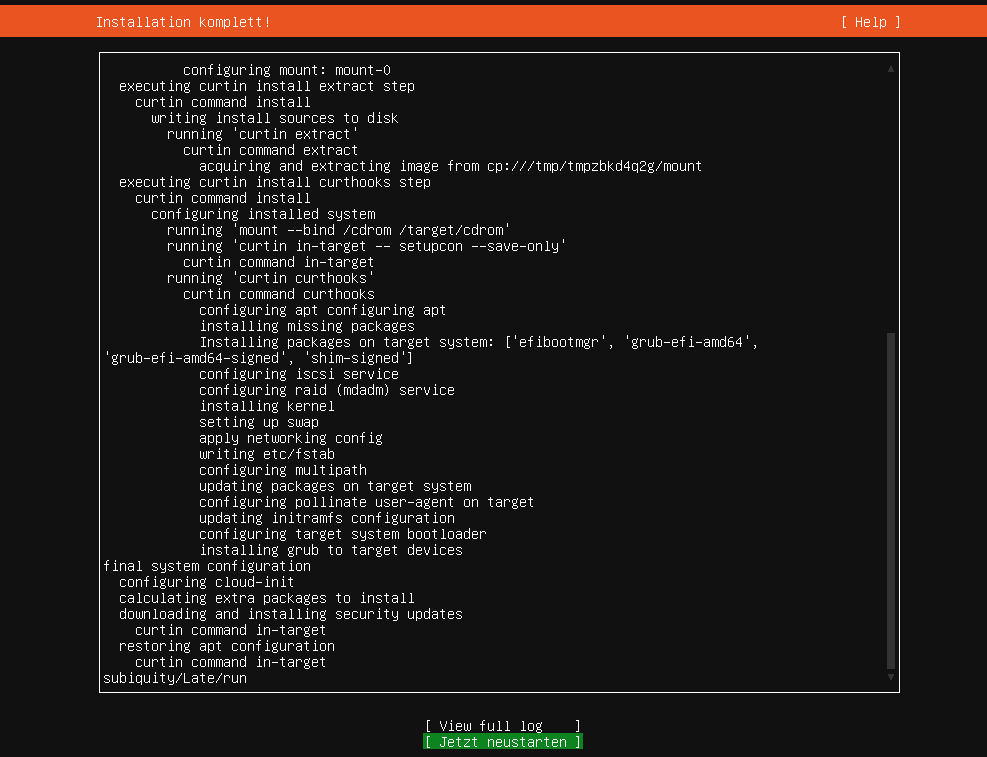 Installation komplett! [ Help ]
configuring mount: mount-0
executing curtin install extract step
curtin command install
writing install sources to disk
running 'curtin extract'
curtin command extract
acquiring and extracting image from cp:///tmp/tmpzbkd4q2g/mount
executing curtin install curthooks step
curtin command install
configuring installed system
running 'mount --bind /cdrom /target/cdrom'
running 'curtin in-target -- setupcon --save-only'
curtin command in-target
running 'curtin curthooks'
curtin command curthooks
configuring apt configuring apt
installing missing packages
Installing packages on target system: ['efibootmgr', 'grub-efi-amd64',
'grub-efi-amd64-signed', 'shim-signed']
configuring iscsi service
configuring raid (mdadm) service
installing kernel
setting up swap
apply networking config
writing etc/fstab
configuring multipath
updating packages on target system
configuring pollinate user-agent on target
updating initramfs configuration
configuring target system bootloader
installing grub to target devices
final system configuration
configuring cloud-init
calculating extra packages to install
downloading and installing security updates
curtin command in-target
restoring apt configuration
curtin command in-target
subiquity/Late/run
[ View full log ]
[ Jetzt neustarten ]